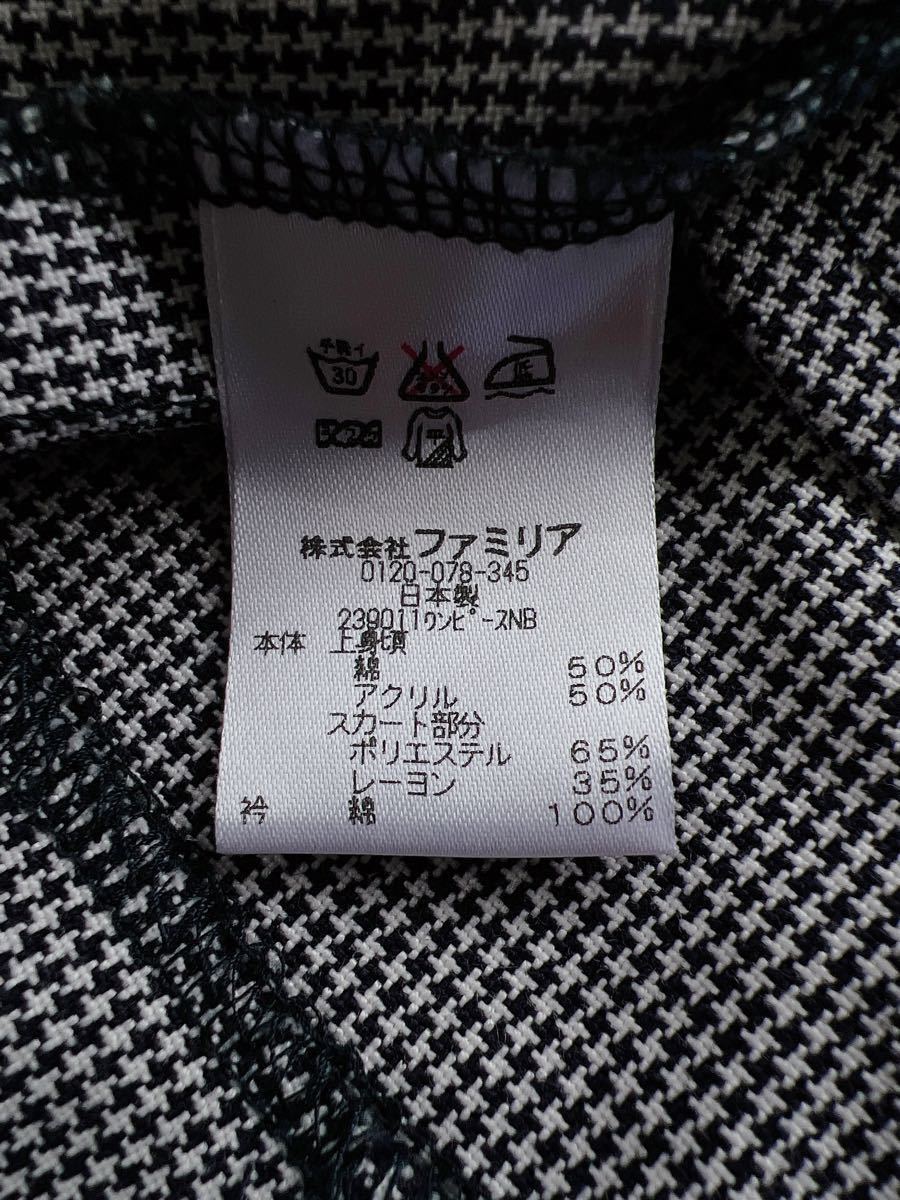 手洗イ
30
低
株式会社ファミリア
0120-078-345
日本製
239011ワンピースNB
本体 上身頃
綿 50%
アクリル 50%
スカート部分
ポリエステル 65%
レーヨン 35%
衿 綿 100%